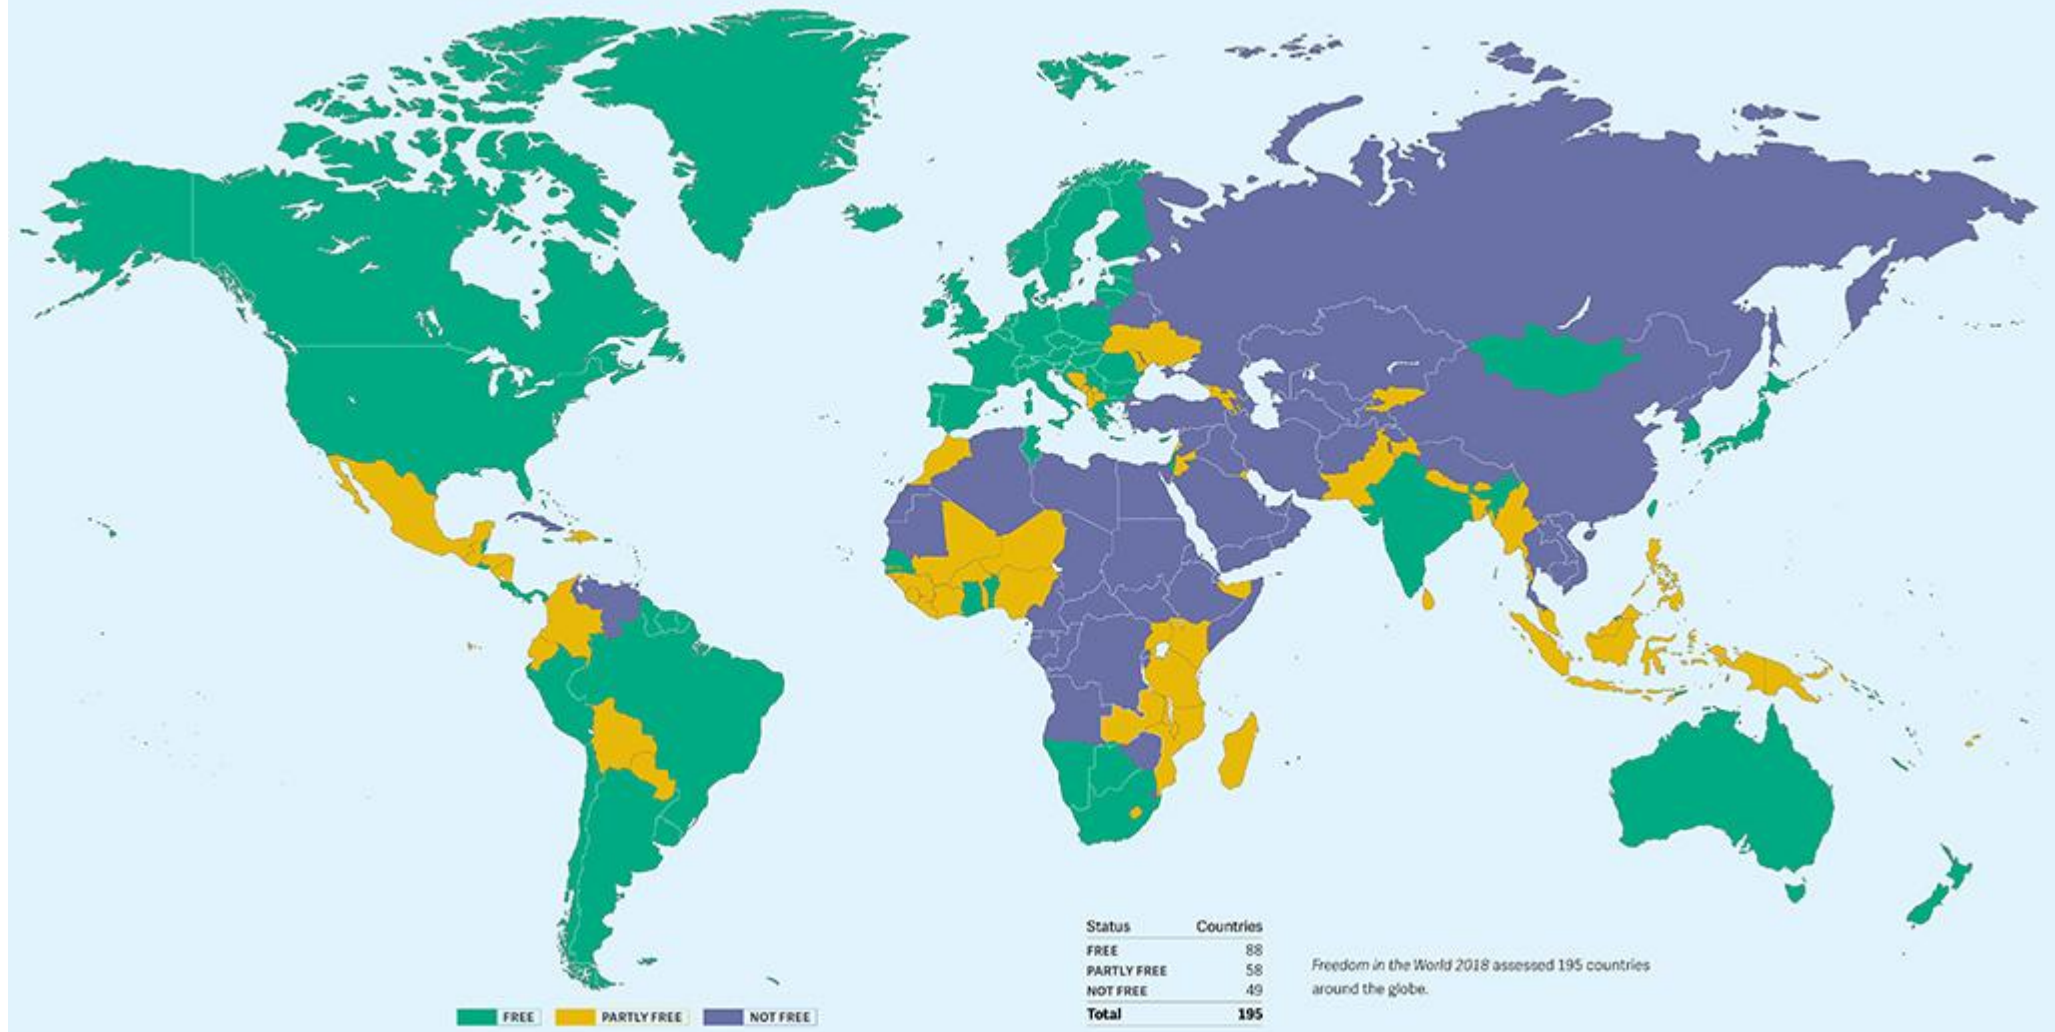 Status Countries
FREE 88
PARTLY FREE 58
NOT FREE 49
Total 195
Freedom in the World 2018 assessed 195 countries
around the globe.
FREE PARTLY FREE NOT FREE